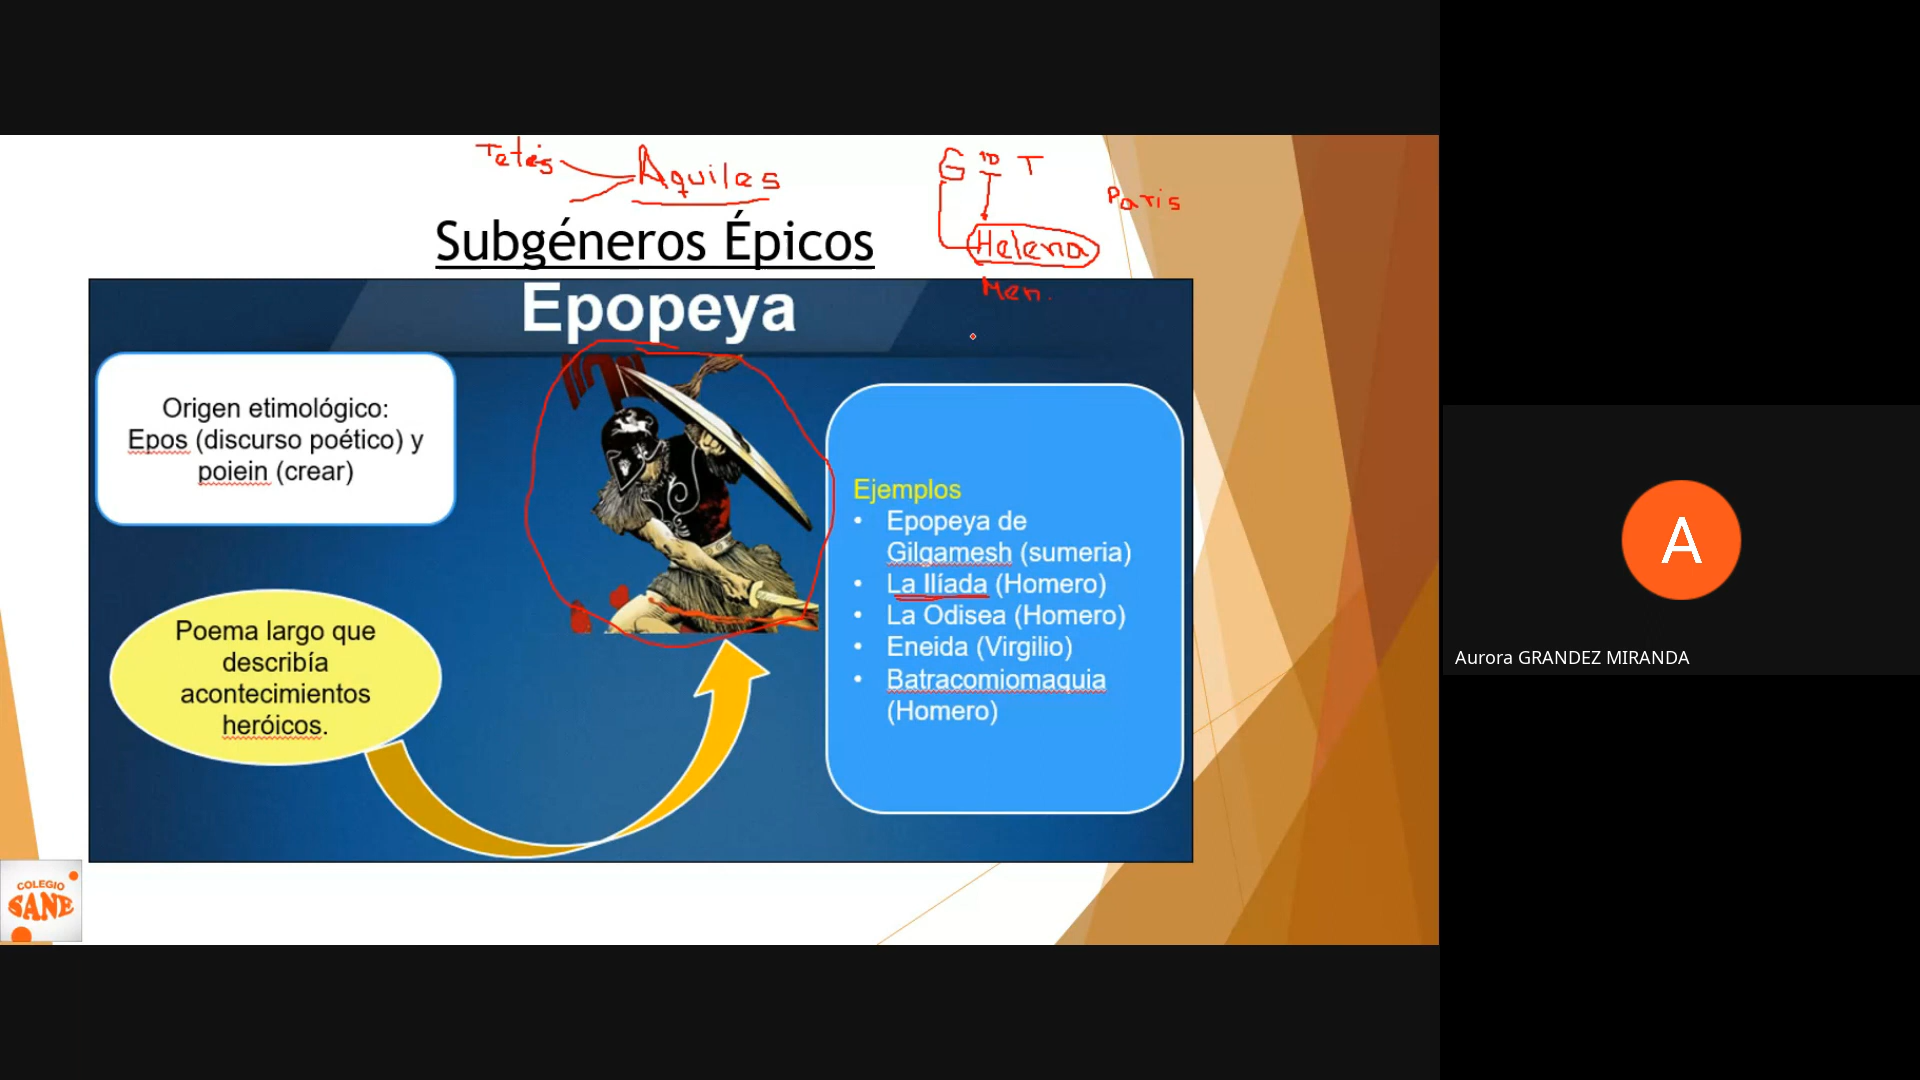 Tetis
Aquiles
G 10 T
Paris
Helena
Men.
Subgéneros Épicos
Epopeya
Origen etimológico:
Epos (discurso poético) y
poiein (crear)
Poema largo que
describía
acontecimientos
heróicos.
Ejemplos
• Epopeya de
Gilgamesh (sumeria)
• La Ilíada (Homero)
• La Odisea (Homero)
• Eneida (Virgilio)
• Batracomiomaquia
(Homero)
COLEGIO
SANE
A
Aurora GRANDEZ MIRANDA